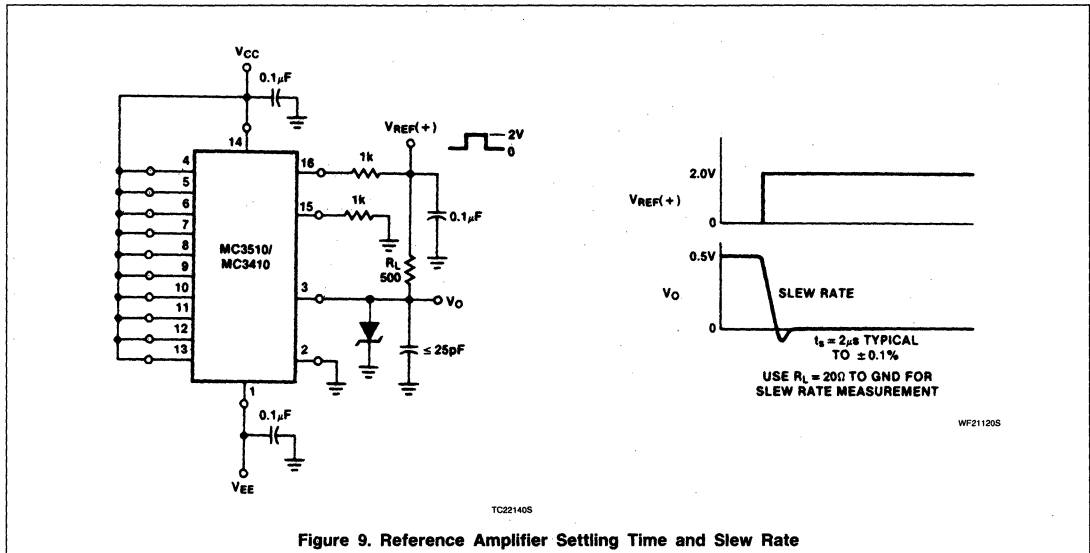 VCC
0.1μF
14
VREF(+)
2V
0
4
5
6
7
8
9
10
11
12
13
16
1k
15
1k
0.1μF
MC3510/
MC3410
RL
500
3
VO
≤ 25pF
2
1
0.1μF
VEE
TC22140S
2.0V
VREF(+)
0
0.5V
VO
SLEW RATE
0
ts = 2μs TYPICAL
TO ± 0.1%
USE RL = 20Ω TO GND FOR
SLEW RATE MEASUREMENT
WF21120S
Figure 9. Reference Amplifier Settling Time and Slew Rate